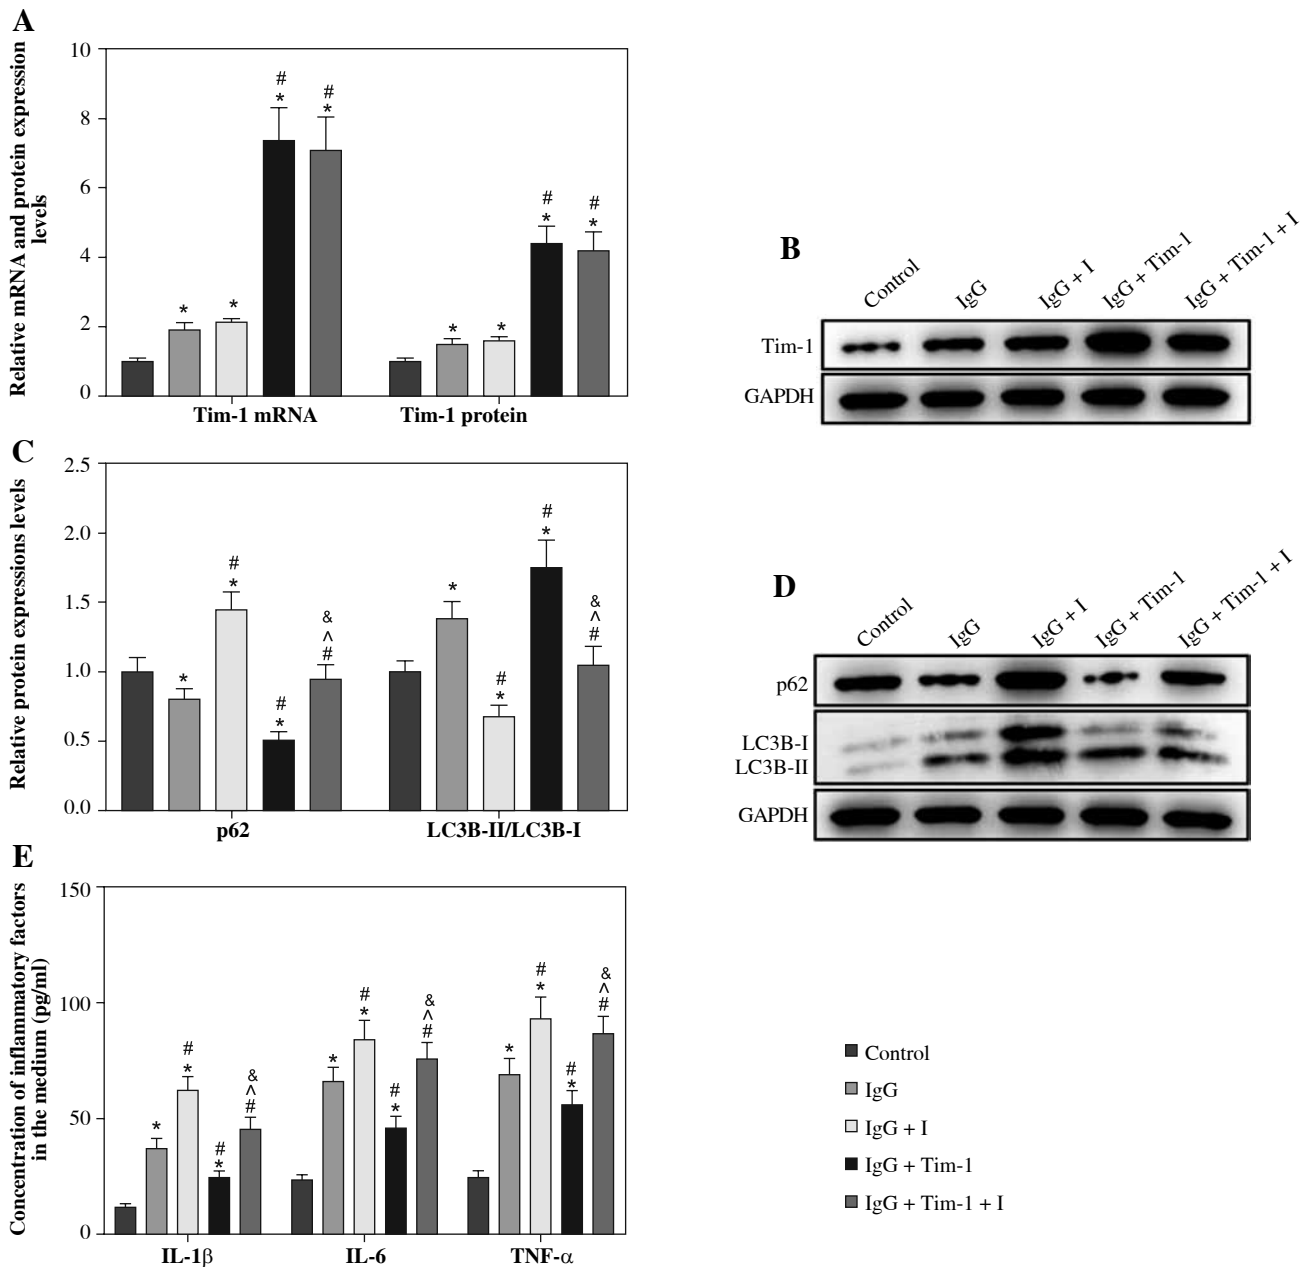 A
Relative mRNA and protein expression
levels
10
8
6
4
2
0
#
*
#
*
#
*
#
*
*
*
*
*
Tim-1 mRNA
Tim-1 protein
B
Control
IgG
IgG + I
IgG + Tim-1
IgG + Tim-1 + I
Tim-1
GAPDH
C
Relative protein expressions levels
2.5
2.0
1.5
1.0
0.5
0.0
*
#
*
#
*
&
^
#
*
#
*
#
*
&
^
#
p62
LC3B-II/LC3B-I
D
Control
IgG
IgG + I
IgG + Tim-1
IgG + Tim-1 + I
p62
LC3B-I
LC3B-II
GAPDH
E
Concentration of inflammatory factors
in the medium (pg/ml)
150
100
50
0
*
#
*
#
*
&
^
#
*
#
*
#
*
&
^
#
*
#
*
#
*
&
^
#
IL-1β
IL-6
TNF-α
Control
IgG
IgG + I
IgG + Tim-1
IgG + Tim-1 + I